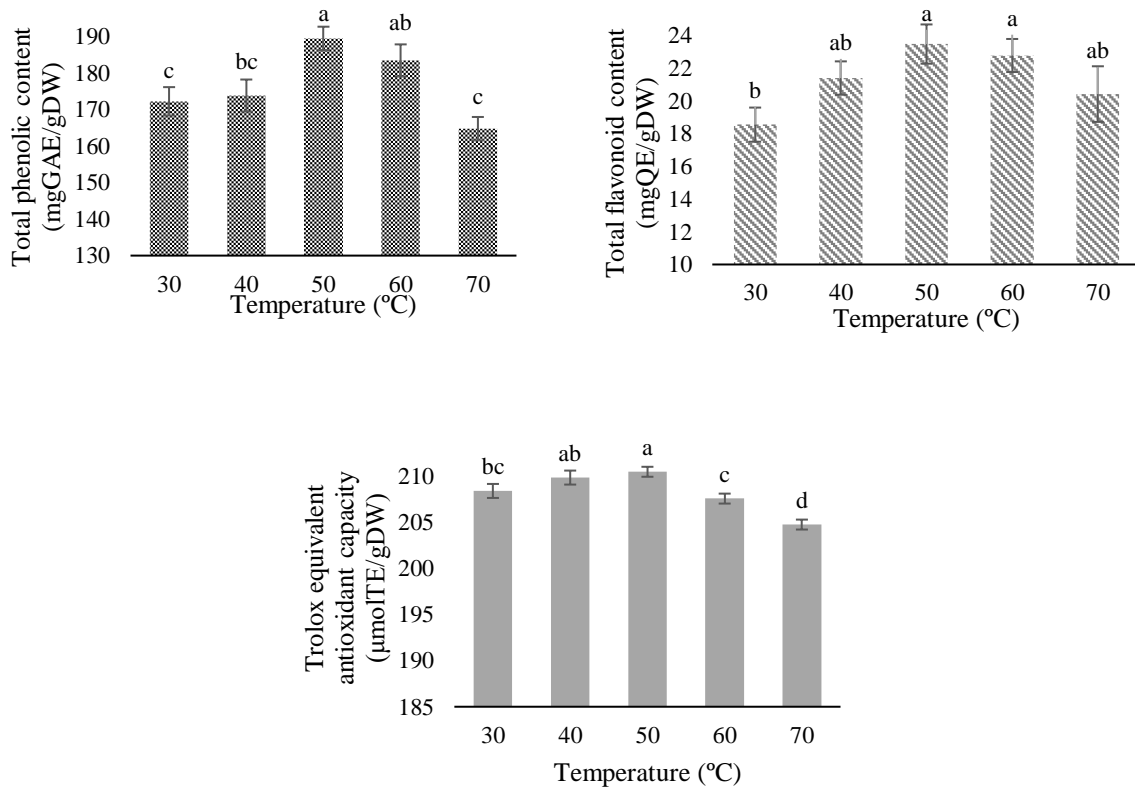 Total phenolic content
(mgGAE/gDW)
190
180
170
160
150
140
130
c
bc
a
ab
c
30 40 50 60 70
Temperature (ºC)
Total flavonoid content
(mgQE/gDW)
24
22
20
18
16
14
12
10
b
ab
a
a
ab
30 40 50 60 70
Temperature (ºC)
Trolox equivalent
antioxidant capacity
(µmolTE/gDW)
210
205
200
195
190
185
bc
ab
a
c
d
30 40 50 60 70
Temperature (ºC)